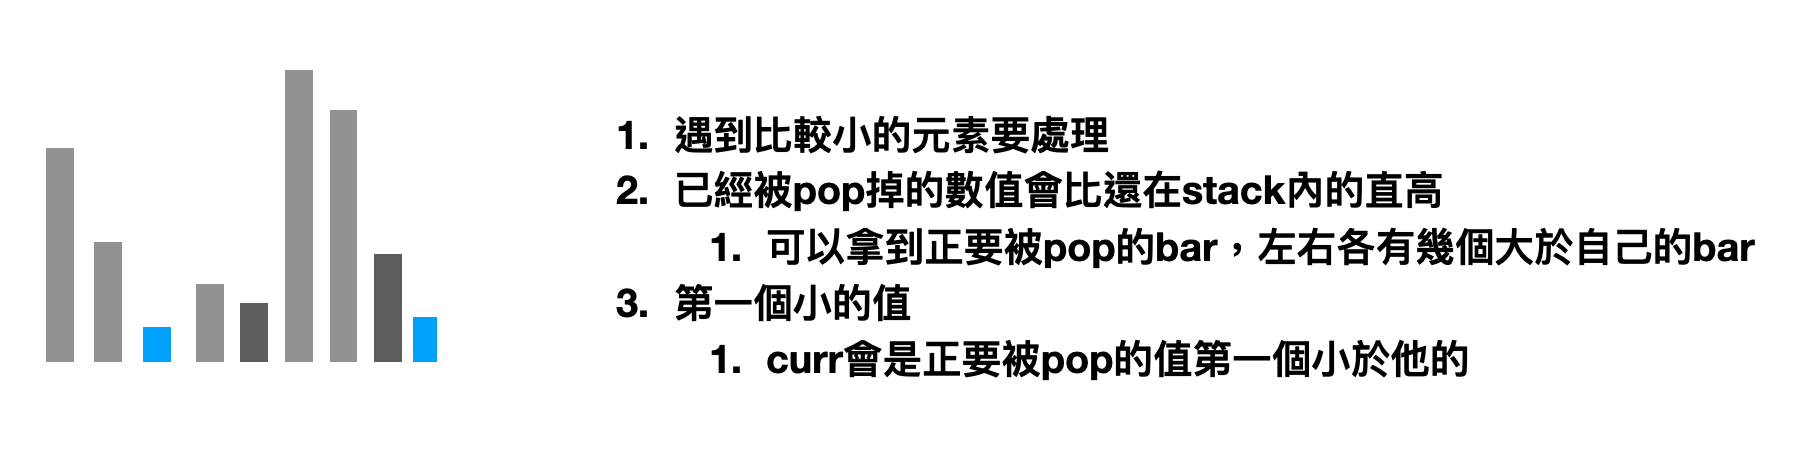 1. 遇到比較小的元素要處理
2. 已經被pop掉的數值會比還在stack內的直高
1. 可以拿到正要被pop的bar，左右各有幾個大於自己的bar
3. 第一個小的值
1. curr會是正要被pop的值第一個小於他的